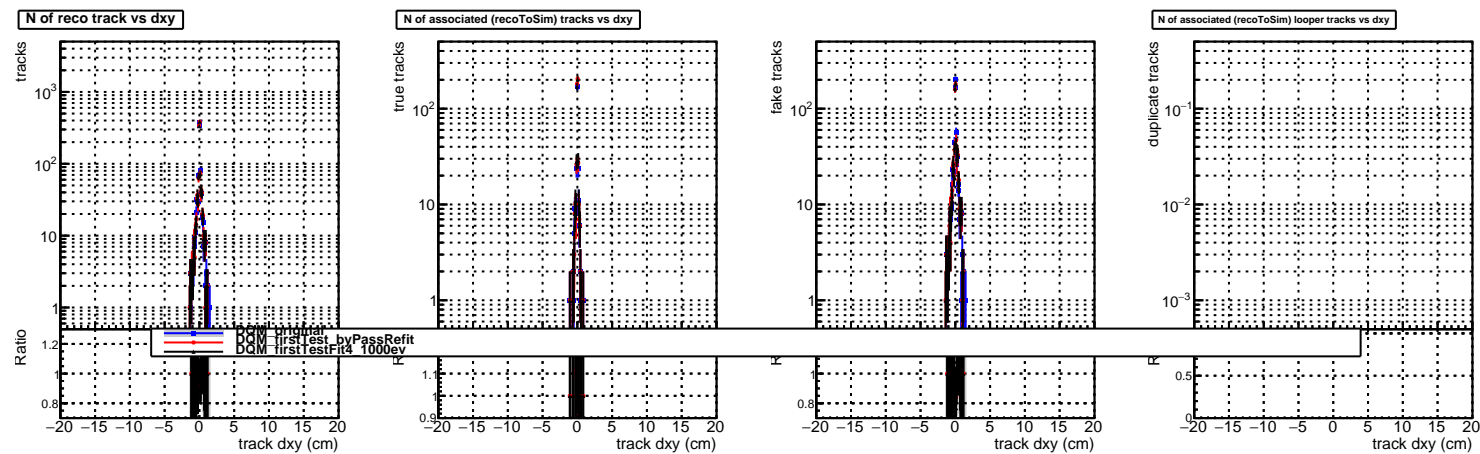 N of reco track vs dxy
N of associated (recoToSim) tracks vs dxy
N of associated (recoToSim) looper tracks vs dxy
tracks
10³
10²
10
1
Ratio
1.2
1
0.8
−20 −15 −10 −5 0 5 10 15 20
track dxy (cm)
true tracks
10²
10
1
1.1
1
0.9
−20 −15 −10 −5 0 5 10 15 20
track dxy (cm)
fake tracks
10²
10
1
1
0.8
−20 −15 −10 −5 0 5 10 15 20
track dxy (cm)
duplicate tracks
10⁻¹
10⁻²
10⁻³
0.5
0
−20 −15 −10 −5 0 5 10 15 20
track dxy (cm)
DQM_original
DQM_firstTest_byPassRefit
DQM_firstTestFit4_1000ev